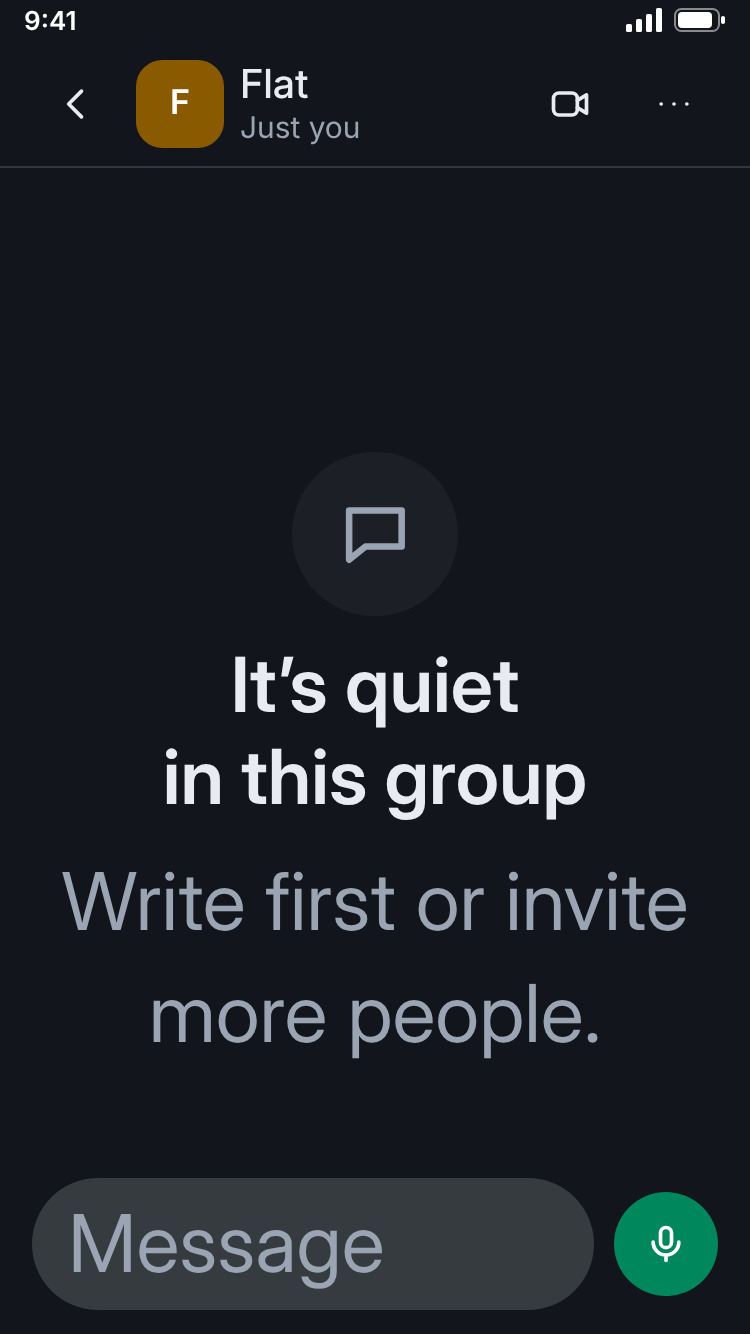 9:41
F
Flat
Just you
It’s quiet
in this group
Write first or invite
more people.
Message